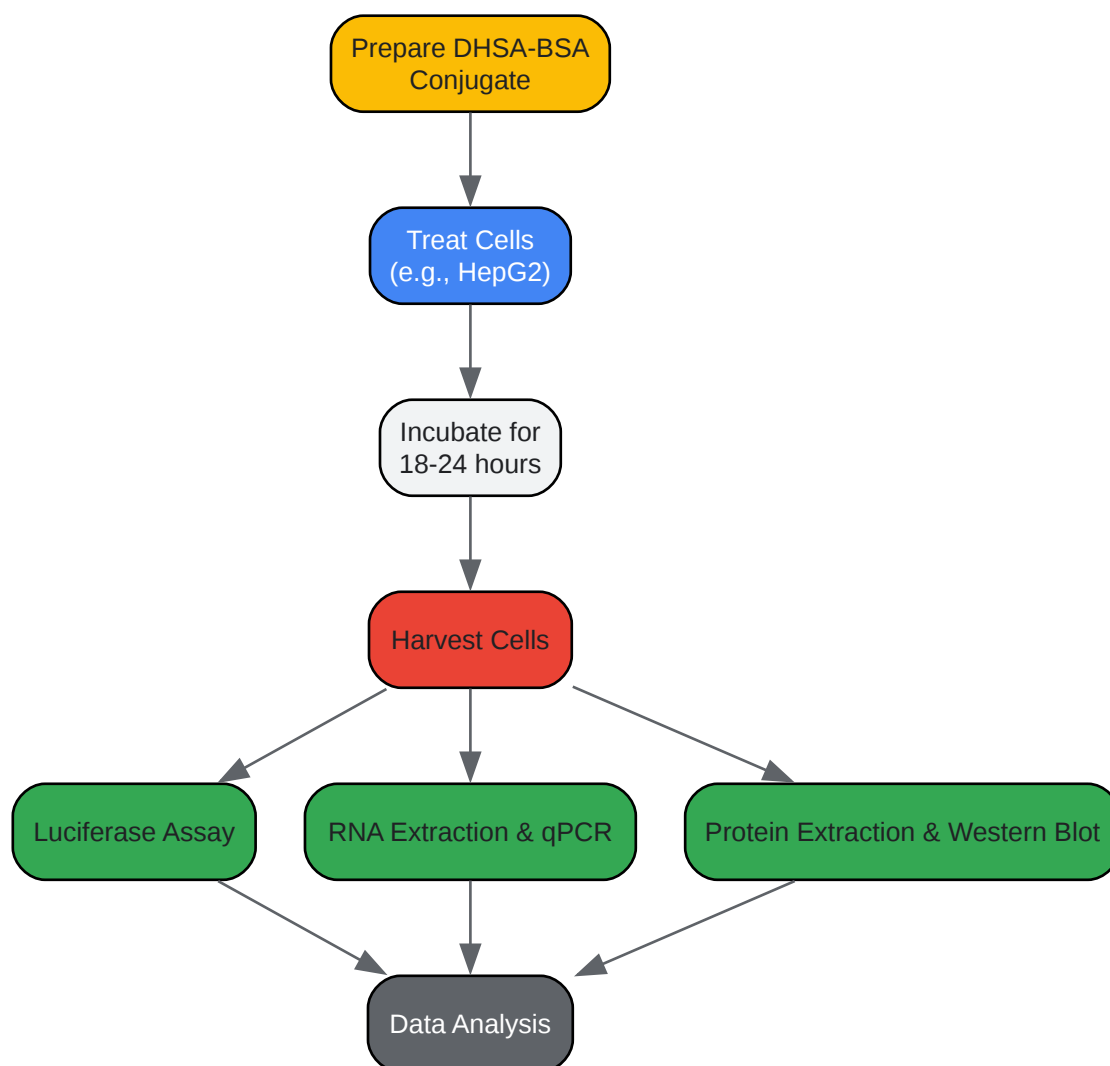 Prepare DHSA-BSA
Conjugate
Treat Cells
(e.g., HepG2)
Incubate for
18-24 hours
Harvest Cells
Luciferase Assay
RNA Extraction & qPCR
Protein Extraction & Western Blot
Data Analysis